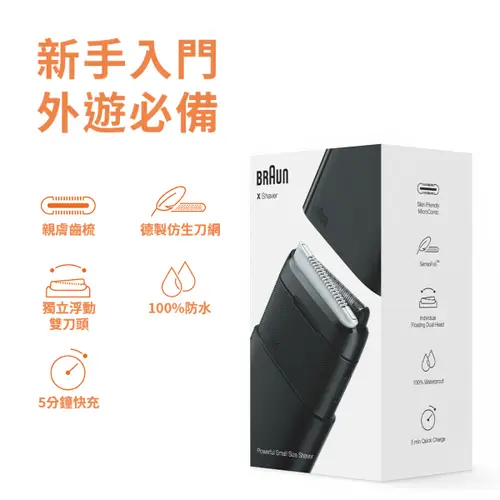 新手入門
外遊必備
親膚齒梳
德製仿生刀網
獨立浮動
雙刀頭
100%防水
5分鐘快充
BRAUN
X Shaver
Powerful Small Size Shaver
Skin Friendly
MicroComb
SensoFoil™
Individual
Floating Dual Head
100% Waterproof
5 min Quick Charge